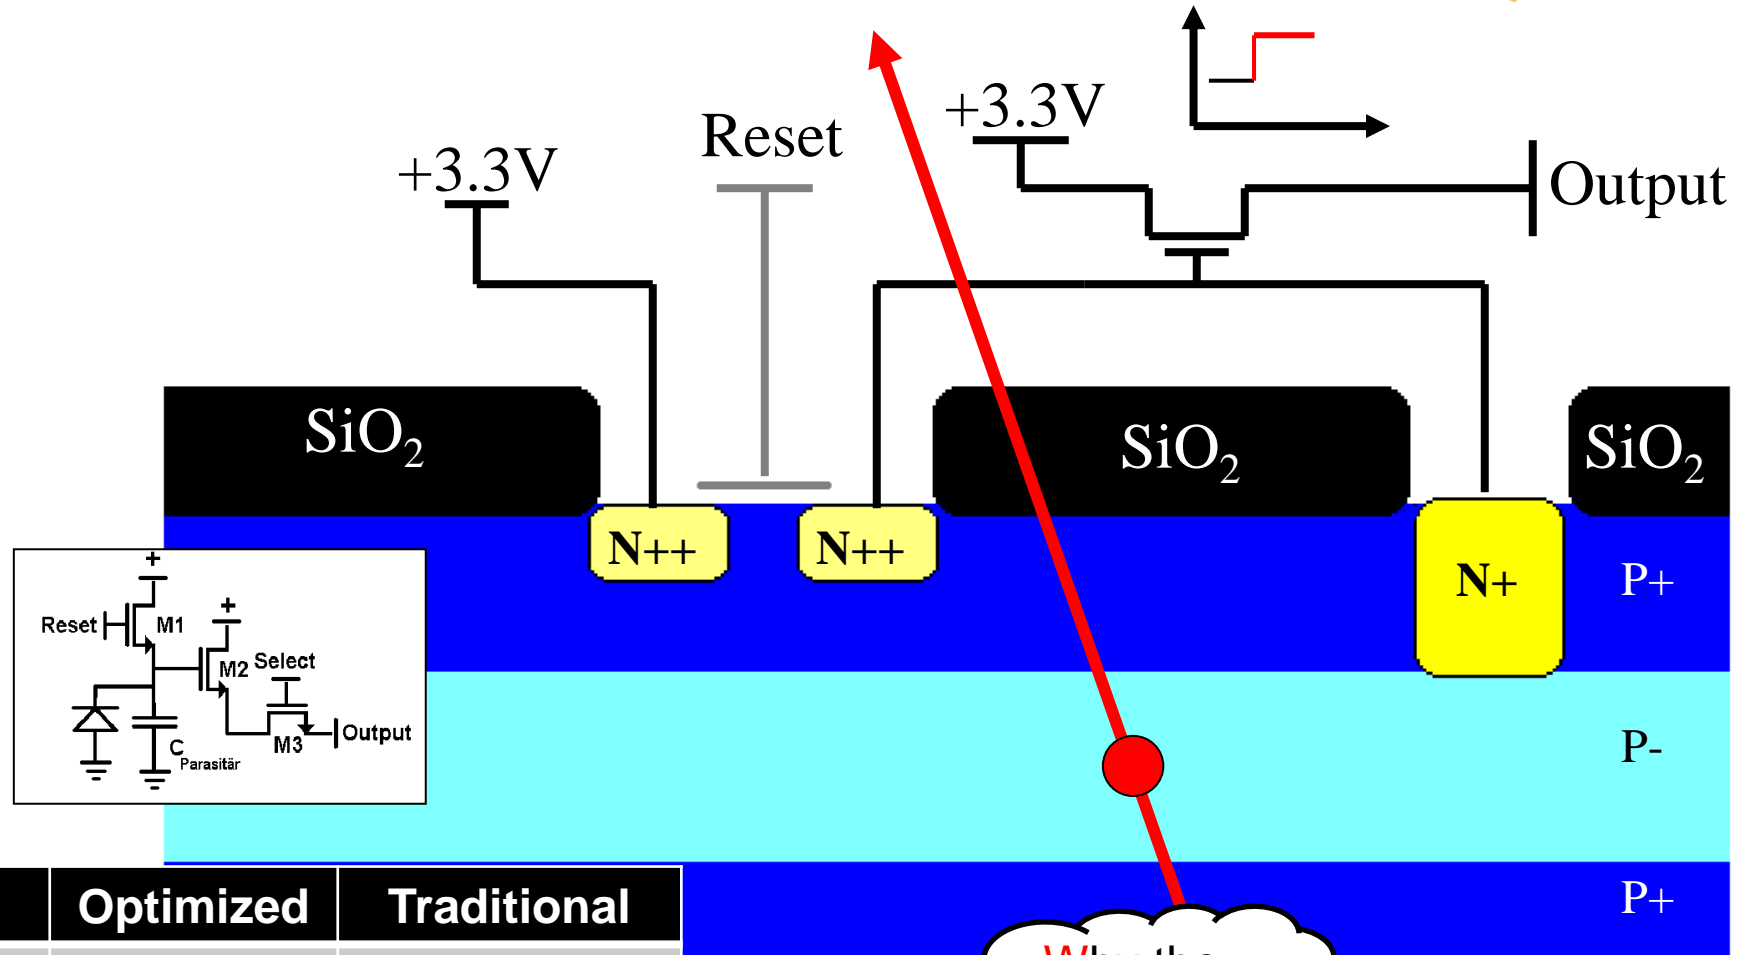 +3.3V
Reset
+3.3V
Output
SiO2
SiO2
SiO2
N++
N++
N+
P+
P-
P+
+
Reset
M1
+
M2
Select
M3
Output
C
Parasitär
Optimized
Traditional